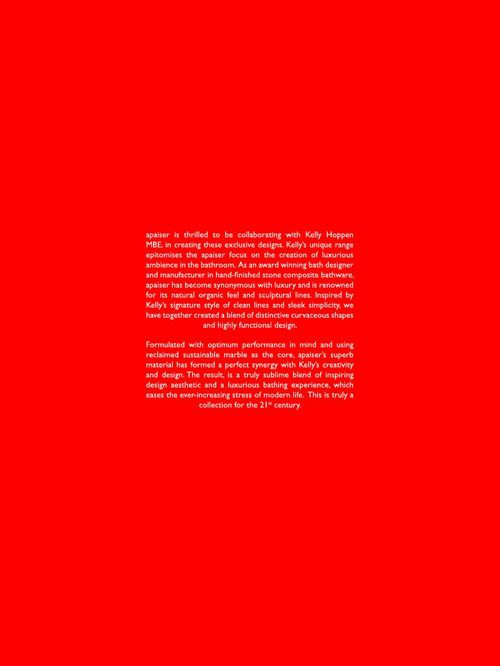 apaiser is thrilled to be collaborating with Kelly Hoppen
MBE, in creating these exclusive designs. Kelly's unique range
epitomises the apaiser focus on the creation of luxurious
ambience in the bathroom. As an award winning bath designer
and manufacturer in hand-finished stone composite bathware,
apaiser has become synonymous with luxury and is renowned
for its natural organic feel and sculptural lines. Inspired by
Kelly's signature style of clean lines and sleek simplicity, we
have together created a blend of distinctive curvaceous shapes
and highly functional design.
Formulated with optimum performance in mind and using
reclaimed sustainable marble as the core, apaiser's superb
material has formed a perfect synergy with Kelly's creativity
and design. The result, is a truly sublime blend of inspiring
design aesthetic and a luxurious bathing experience, which
eases the ever-increasing stress of modern life. This is truly a
collection for the 21st century.